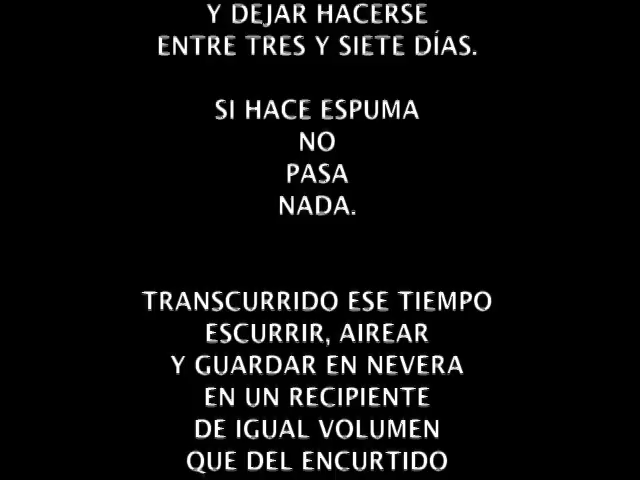 Y DEJAR HACERSE
ENTRE TRES Y SIETE DÍAS.
SI HACE ESPUMA
NO
PASA
NADA.
TRANSCURRIDO ESE TIEMPO
ESCURRIR, AIREAR
Y GUARDAR EN NEVERA
EN UN RECIPIENTE
DE IGUAL VOLUMEN
QUE DEL ENCURTIDO